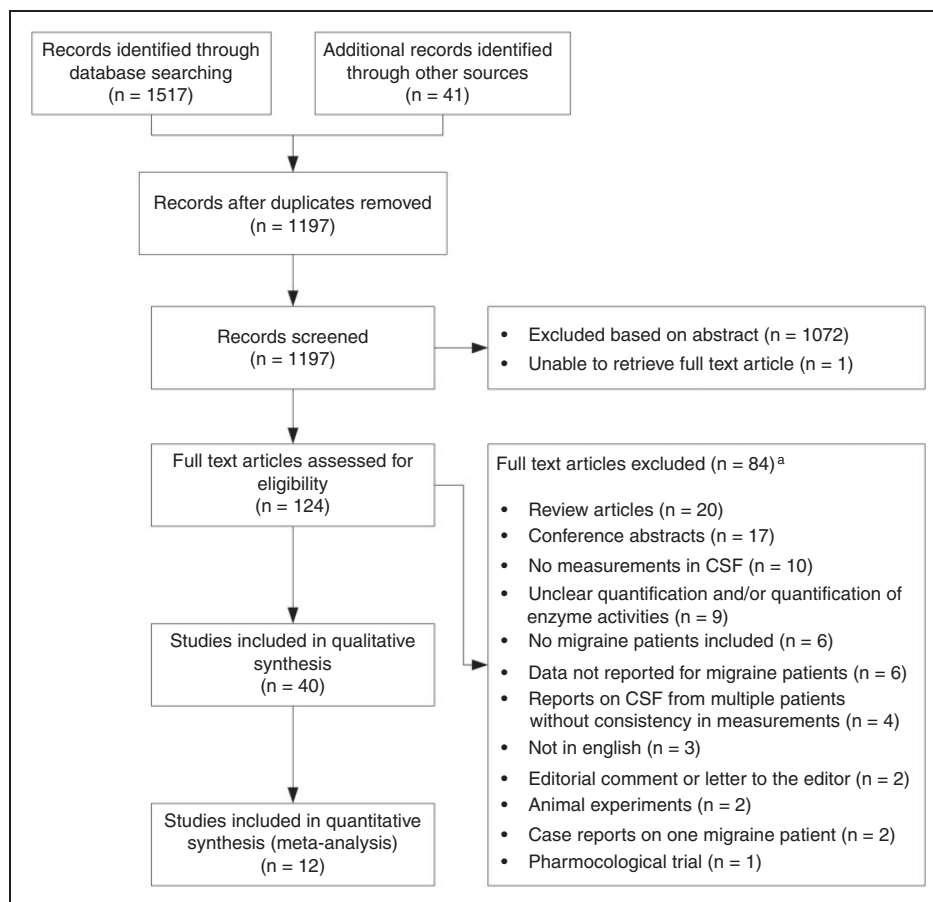 Records identified through
database searching
(n = 1517)
Additional records identified
through other sources
(n = 41)
Records after duplicates removed
(n = 1197)
Records screened
(n = 1197)
• Excluded based on abstract (n = 1072)
• Unable to retrieve full text article (n = 1)
Full text articles assessed for
eligibility
(n = 124)
Full text articles excluded (n = 84)a
• Review articles (n = 20)
• Conference abstracts (n = 17)
• No measurements in CSF (n = 10)
• Unclear quantification and/or quantification of
enzyme activities (n = 9)
• No migraine patients included (n = 6)
• Data not reported for migraine patients (n = 6)
• Reports on CSF from multiple patients
without consistency in measurements (n = 4)
• Not in english (n = 3)
• Editorial comment or letter to the editor (n = 2)
• Animal experiments (n = 2)
• Case reports on one migraine patient (n = 2)
• Pharmocological trial (n = 1)
Studies included in qualitative
synthesis
(n = 40)
Studies included in quantitative
synthesis (meta-analysis)
(n = 12)